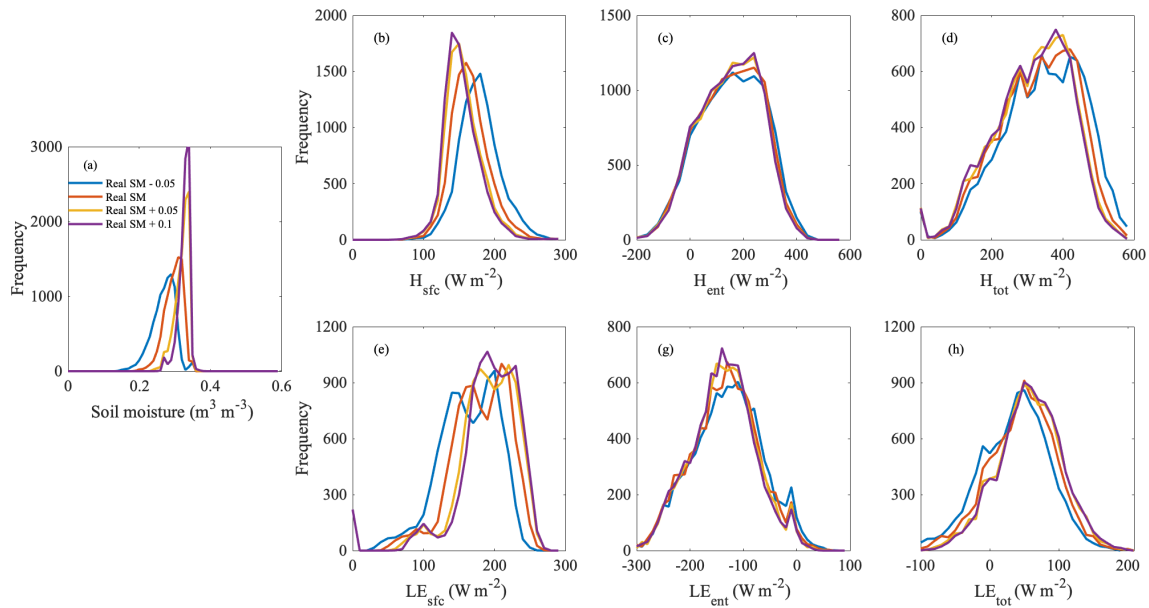 (a)
Real SM - 0.05
Real SM
Real SM + 0.05
Real SM + 0.1
3000
2000
1000
0
Frequency
0 0.2 0.4 0.6
Soil moisture (m³ m⁻³)
(b)
2000
1500
1000
500
0
Frequency
0 100 200 300
H_sfc (W m⁻²)
(c)
1500
1000
500
0
-200 0 200 400 600
H_ent (W m⁻²)
(d)
800
600
400
200
0
0 200 400 600
H_tot (W m⁻²)
(e)
1200
900
600
300
0
Frequency
0 100 200 300
LE_sfc (W m⁻²)
(g)
800
600
400
200
0
-300 -200 -100 0 100
LE_ent (W m⁻²)
(h)
1200
900
600
300
0
-100 0 100 200
LE_tot (W m⁻²)